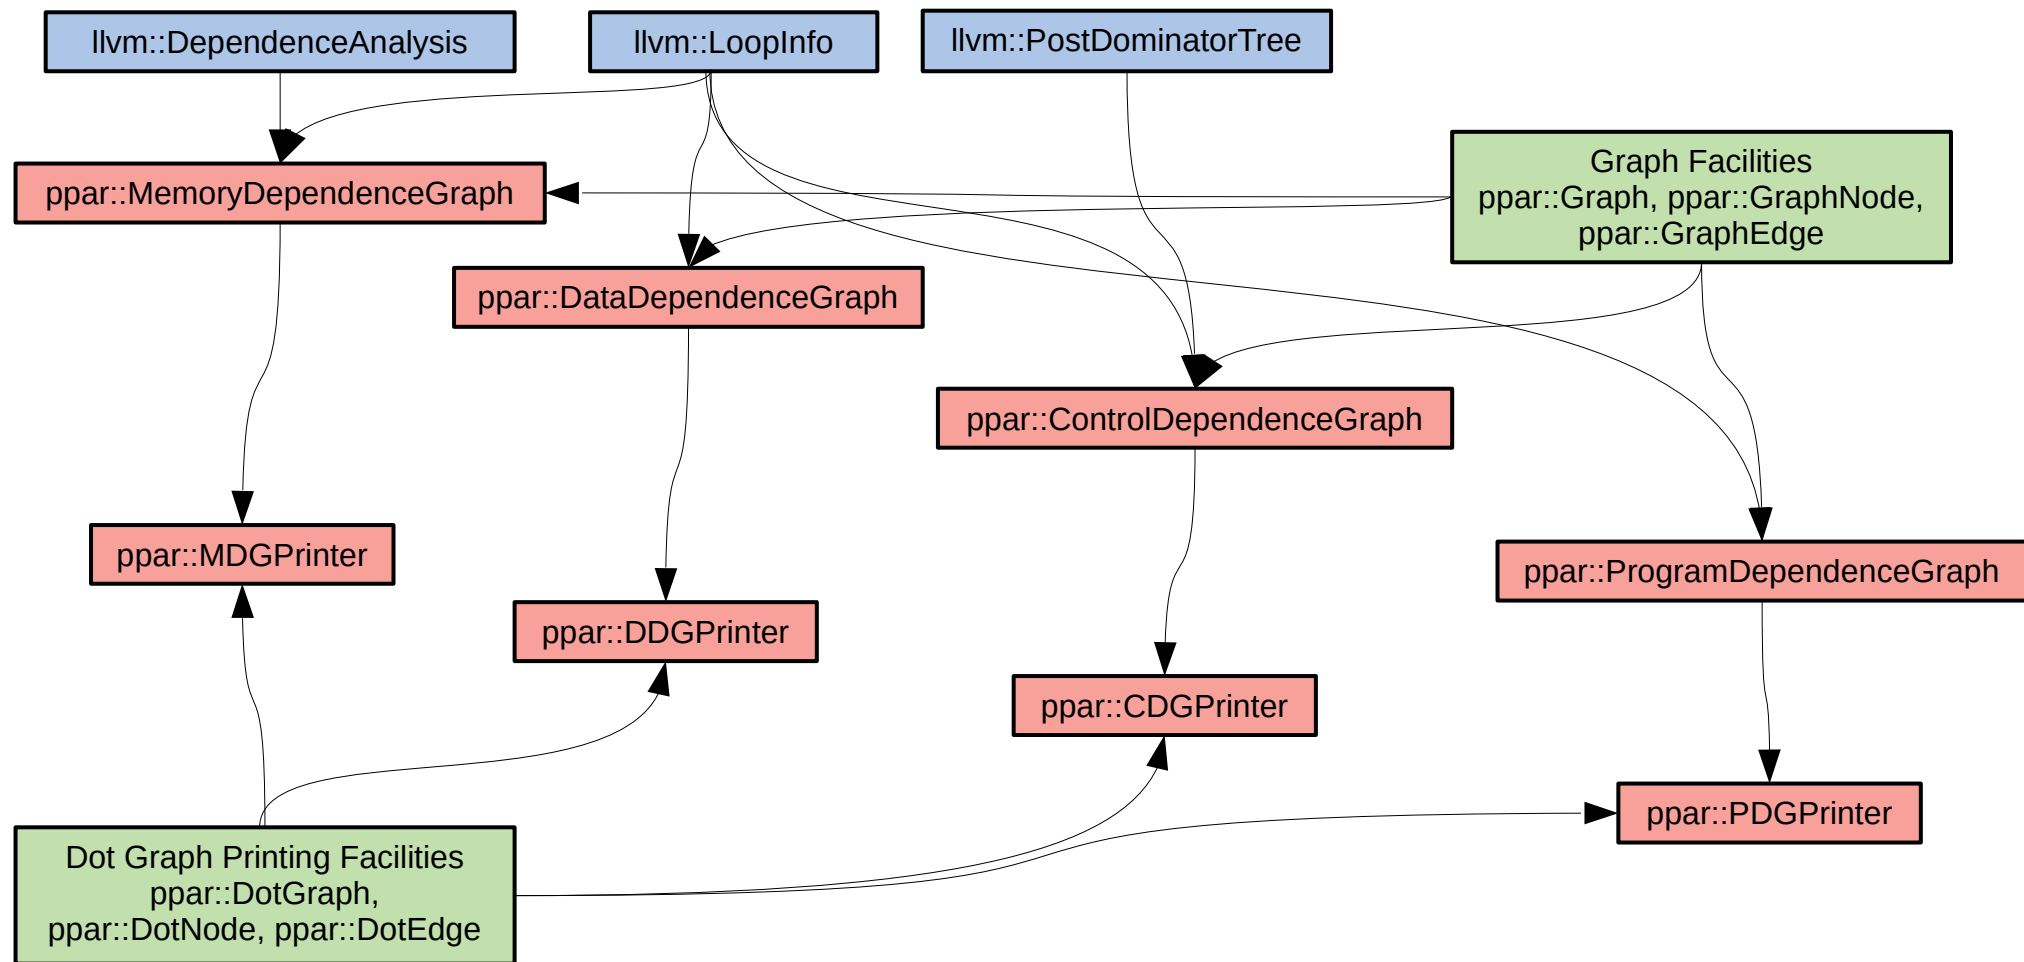 llvm::DependenceAnalysis
llvm::LoopInfo
llvm::PostDominatorTree
Graph Facilities
ppar::Graph, ppar::GraphNode,
ppar::GraphEdge
ppar::MemoryDependenceGraph
ppar::DataDependenceGraph
ppar::ControlDependenceGraph
ppar::MDGPrinter
ppar::ProgramDependenceGraph
ppar::DDGPrinter
ppar::CDGPrinter
ppar::PDGPrinter
Dot Graph Printing Facilities
ppar::DotGraph,
ppar::DotNode, ppar::DotEdge